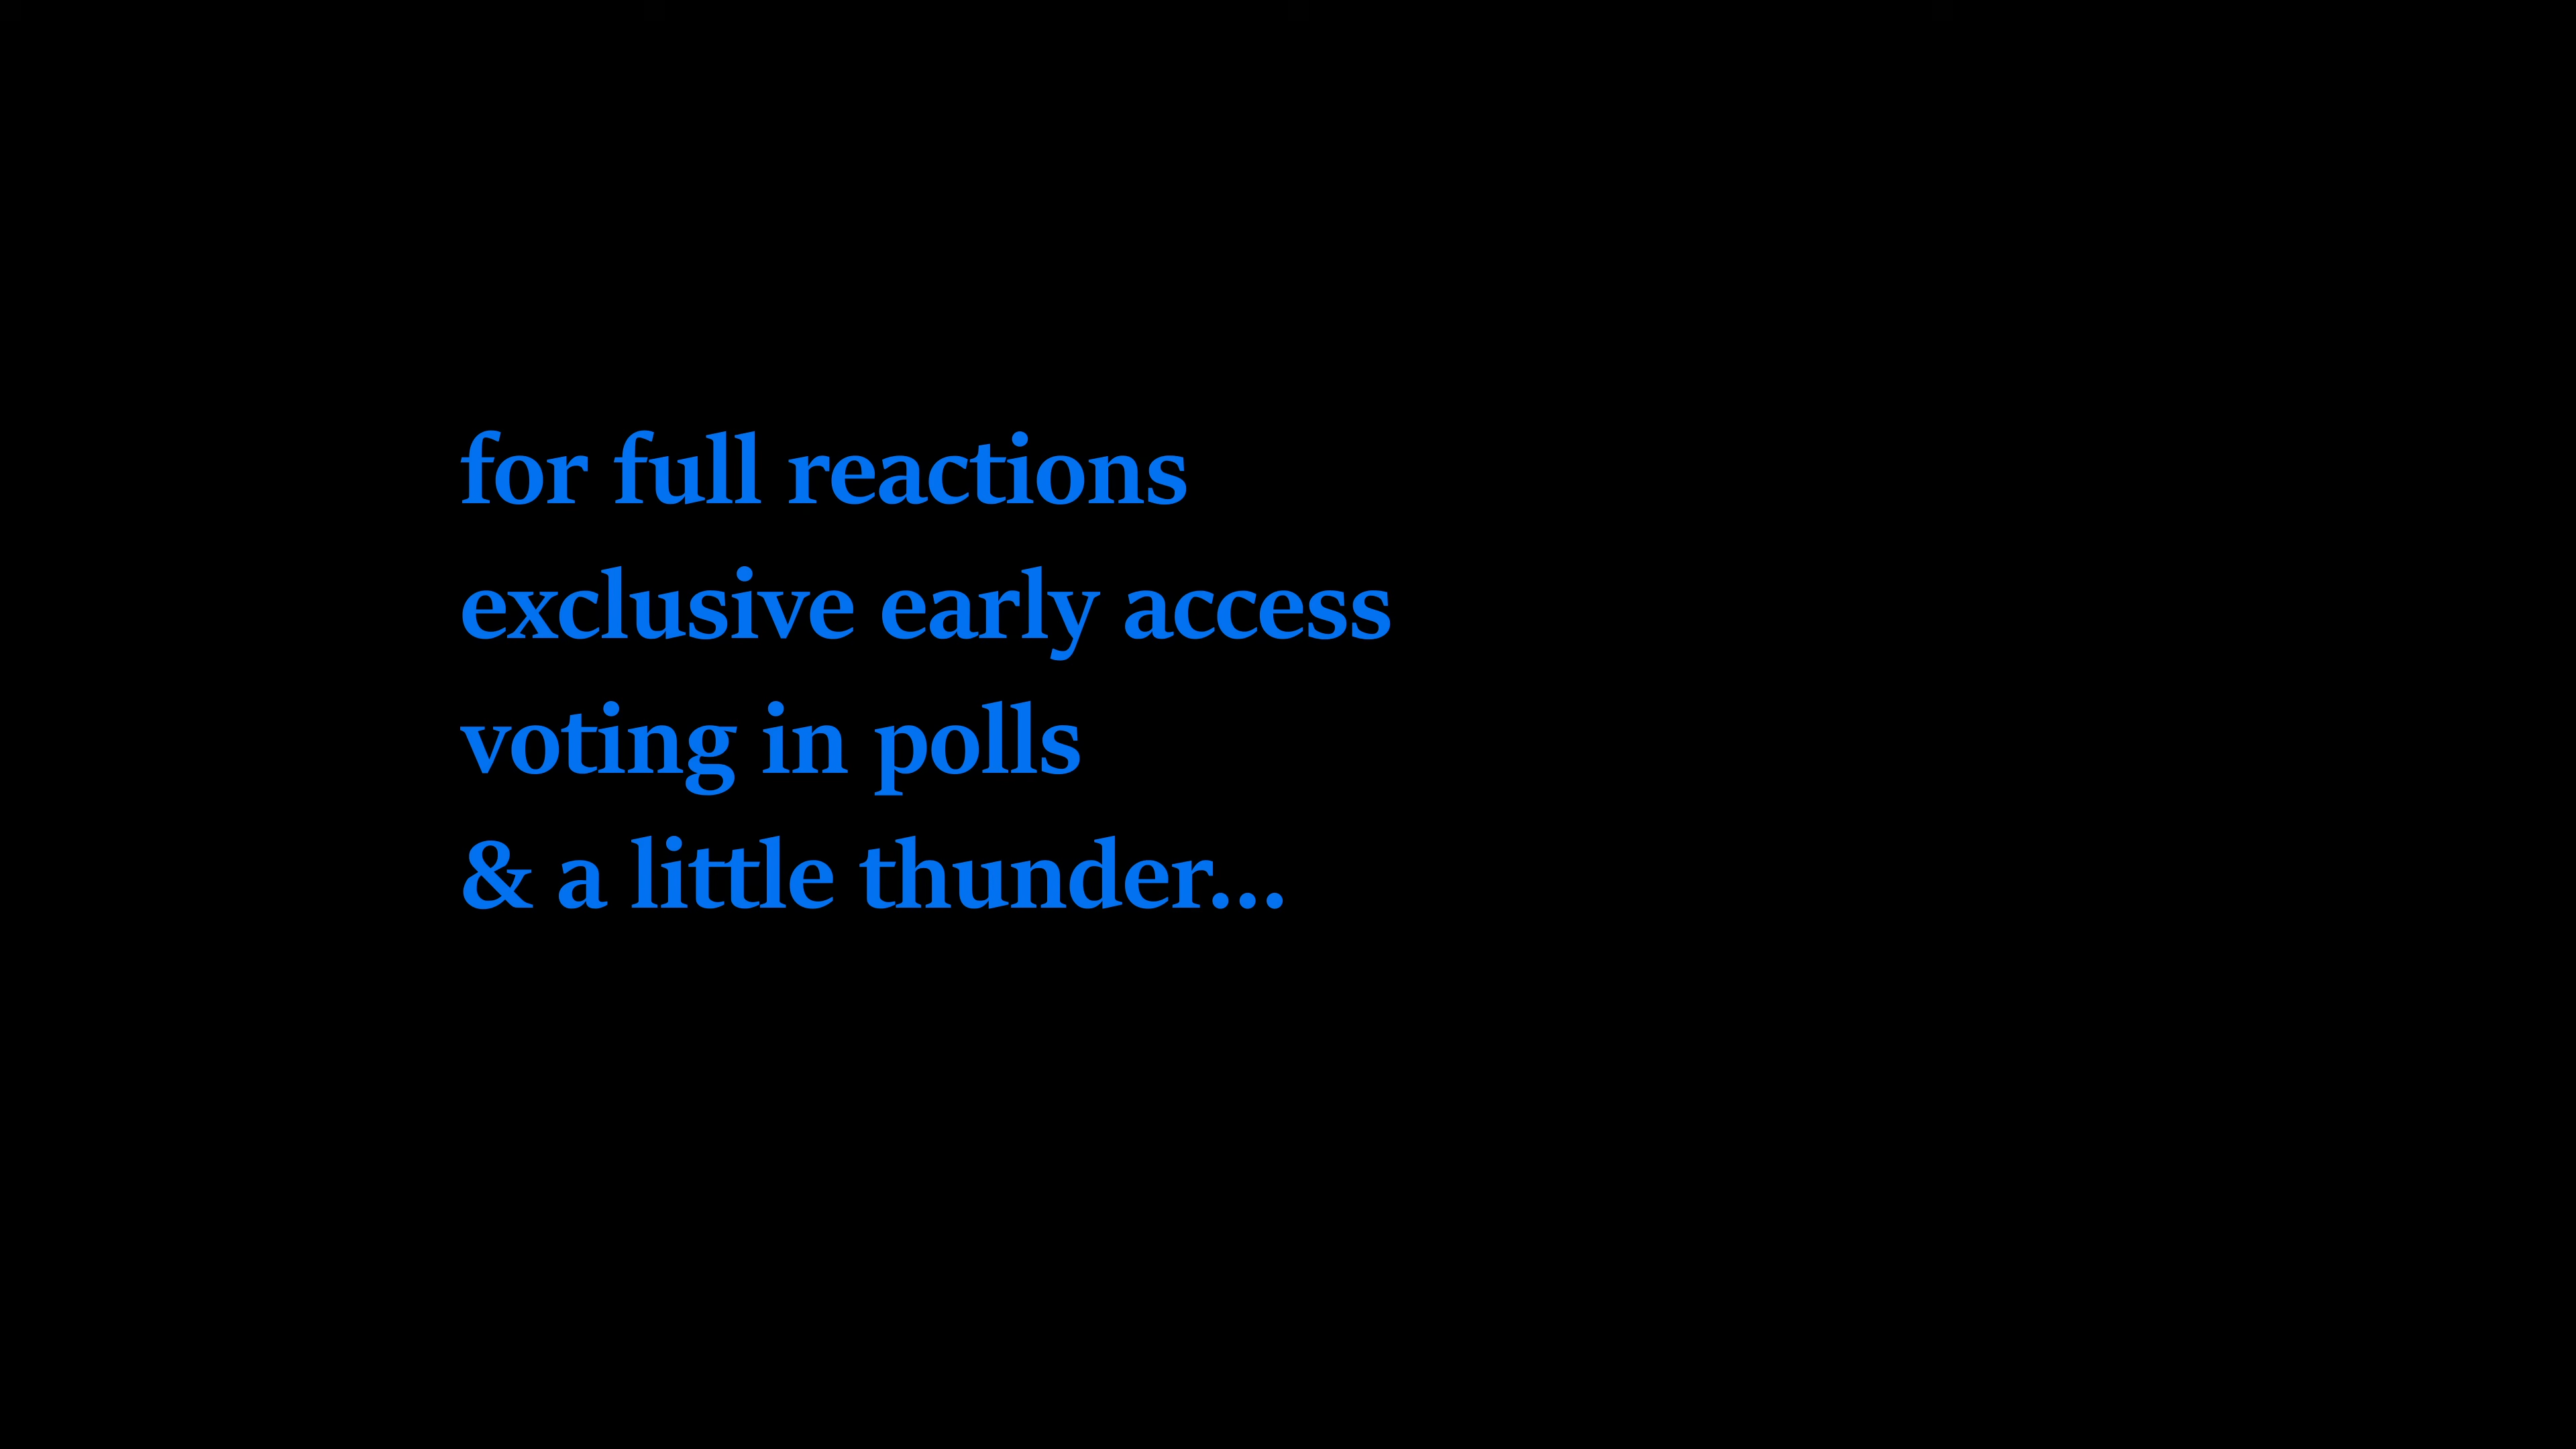 for full reactions
exclusive early access
voting in polls
& a little thunder...